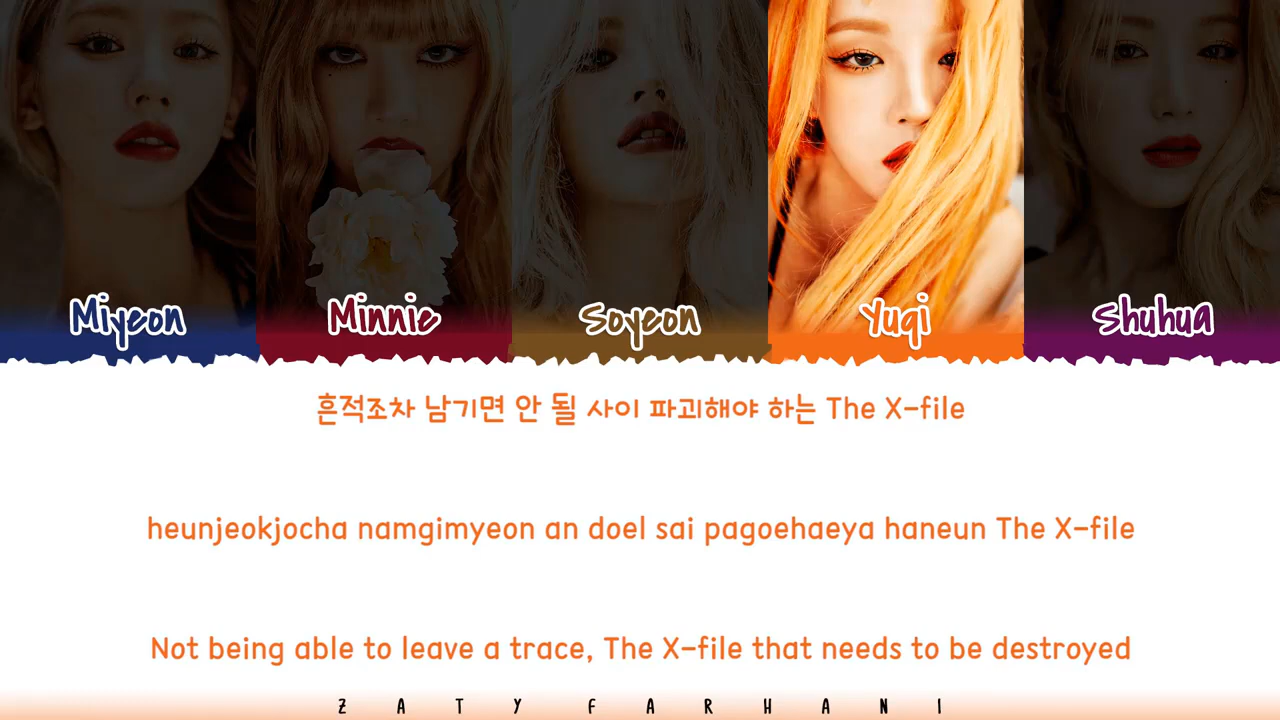 Miyeon Minnie Soyeon Yuqi Shuhua
흔적조차 남기면 안 될 사이 파괴해야 하는 The X-file
heunjeokjocha namgimyeon an doel sai pagoehaeya haneun The X-file
Not being able to leave a trace, The X-file that needs to be destroyed
ZATY FARHANI